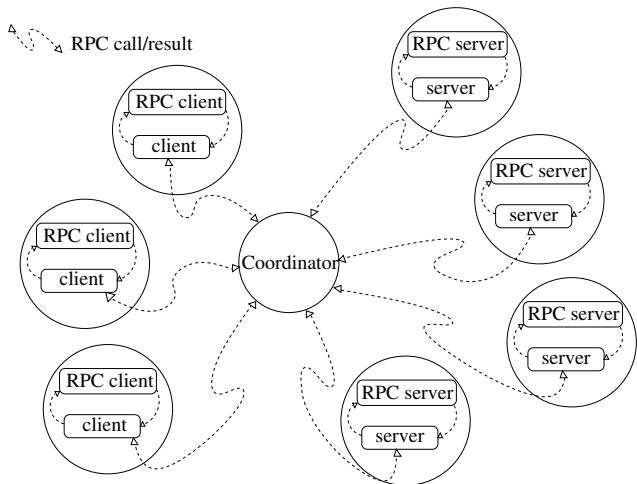 RPC call/result
RPC server
server
RPC client
client
RPC server
server
RPC client
client
Coordinator
RPC server
server
RPC client
client
RPC server
server